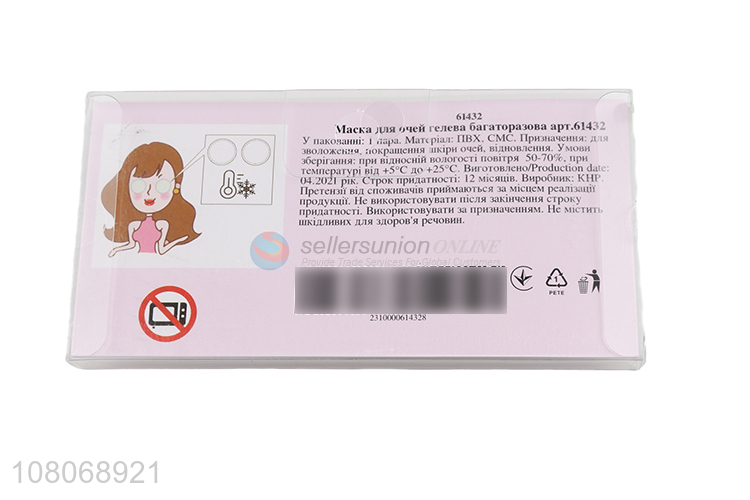 61432
Маска для очей гелева багаторазова арт.61432
У пакованні: 1 пара. Матеріал: ПВХ, СМС. Призначення: для
зволоження, покращення шкіри очей, відновлення. Умови
зберігання: при відносній вологості повітря 50-70%, при
температурі від +5°С до +25°С. Виготовлено/Production date:
04.2021 рік. Строк придатності: 12 місяців. Виробник: КНР.
Претензії від споживачів приймаються за місцем реалізації
продукції. Не використовувати після закінчення строку
придатності. Використовувати за призначенням. Не містить
шкідливих для здоров'я речовин.
sellersunion ONLINE
Provide Trade Services For Global Customers
1
PETE
2310000614328
108068921